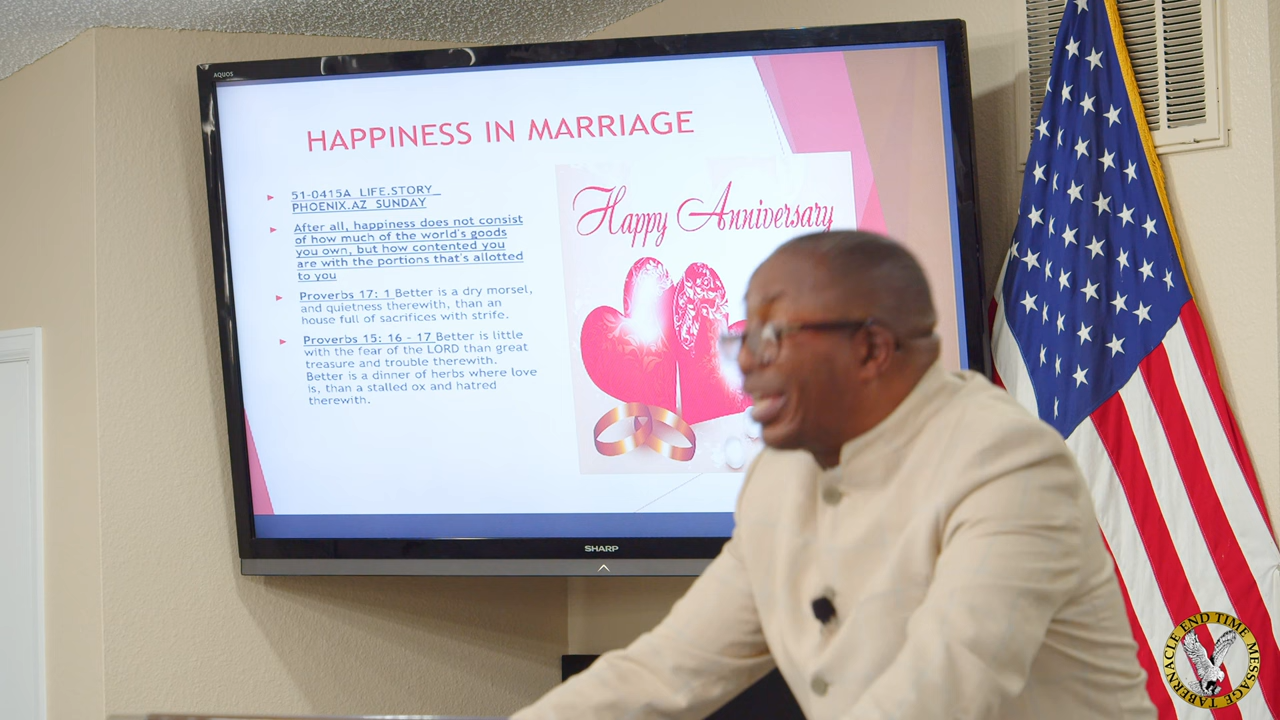 AQUOS
HAPPINESS IN MARRIAGE
51-0415A LIFE.STORY_
PHOENIX.AZ SUNDAY
After all, happiness does not consist
of how much of the world's goods
you own, but how contented you
are with the portions that's allotted
to you
Proverbs 17: 1 Better is a dry morsel,
and quietness therewith, than an
house full of sacrifices with strife.
Proverbs 15: 16 - 17 Better is little
with the fear of the LORD than great
treasure and trouble therewith.
Better is a dinner of herbs where love
is, than a stalled ox and hatred
therewith.
Happy Anniversary
SHARP
END TIME MESSAGE TABERNACLE